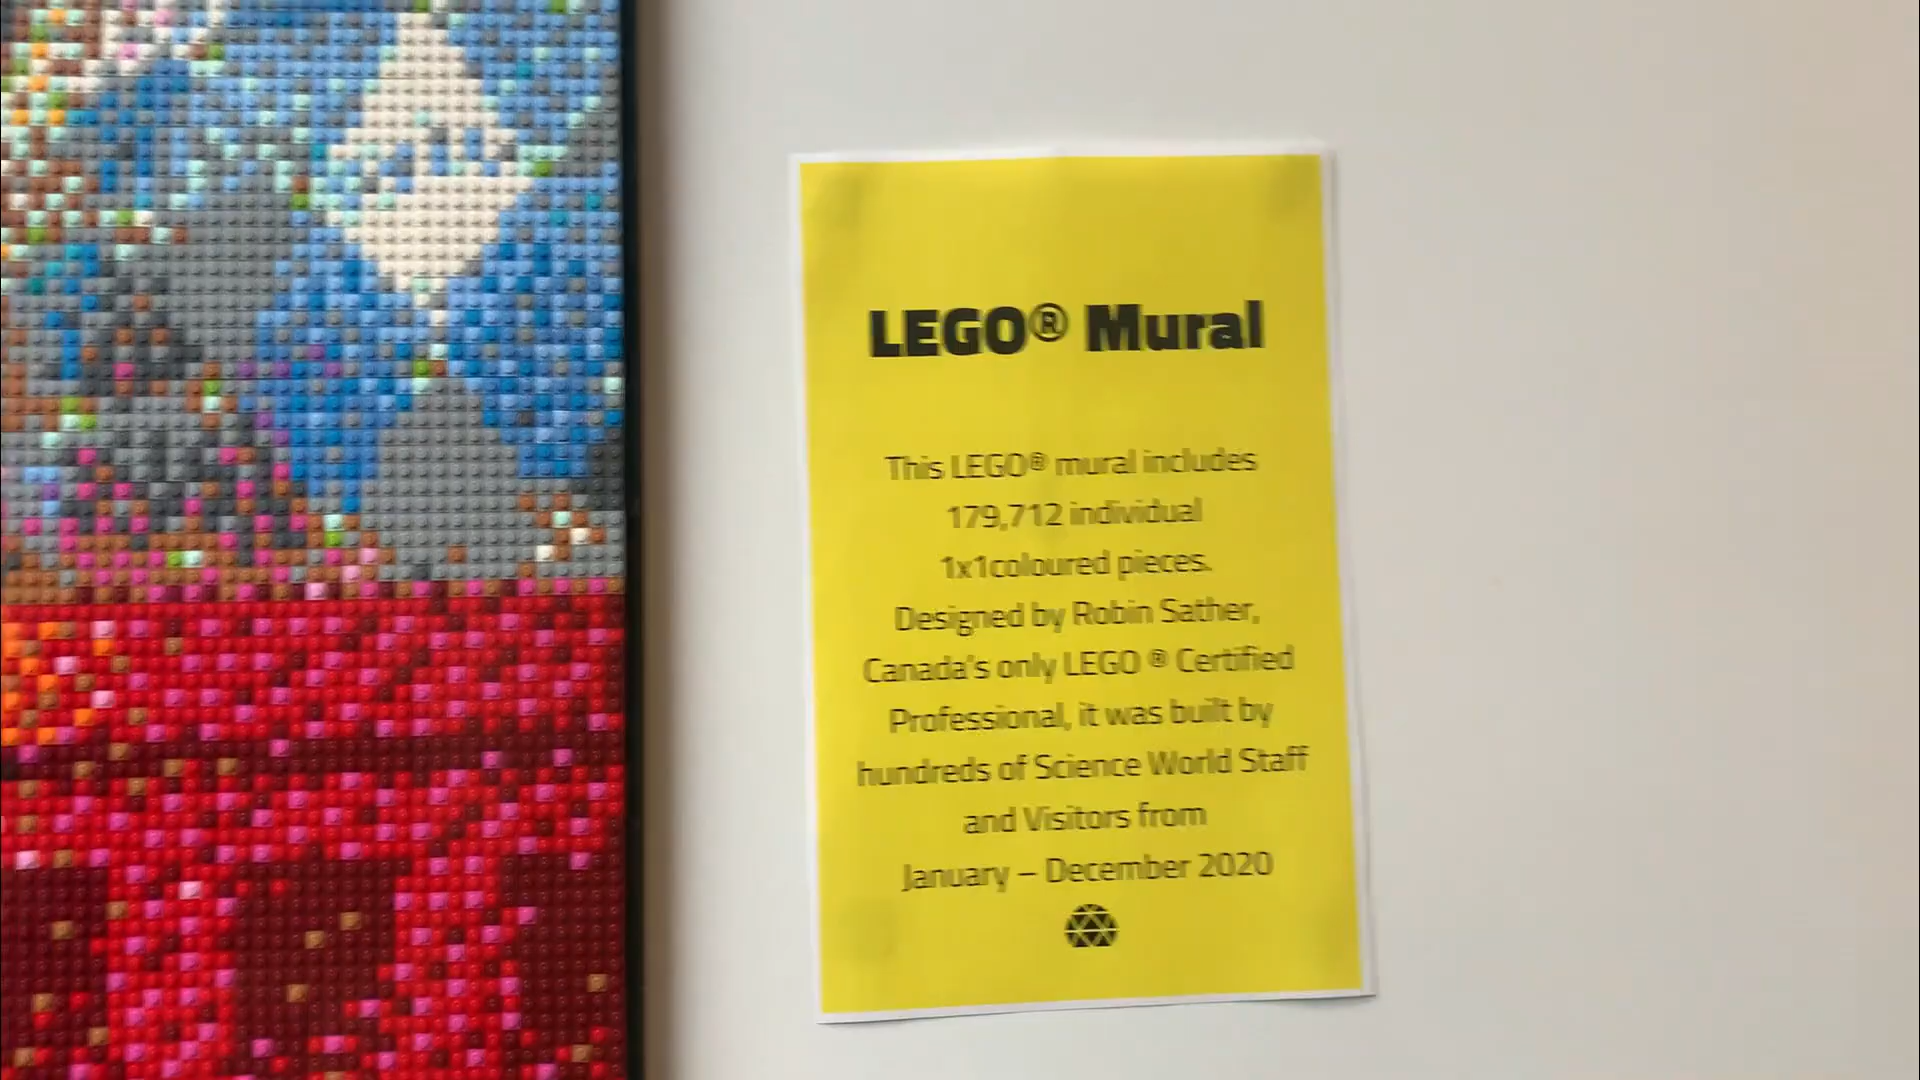 LEGO® Mural
This LEGO® mural includes
179,712 individual
1x1coloured pieces.
Designed by Robin Sather,
Canada's only LEGO ® Certified
Professional, it was built by
hundreds of Science World Staff
and Visitors from
January – December 2020